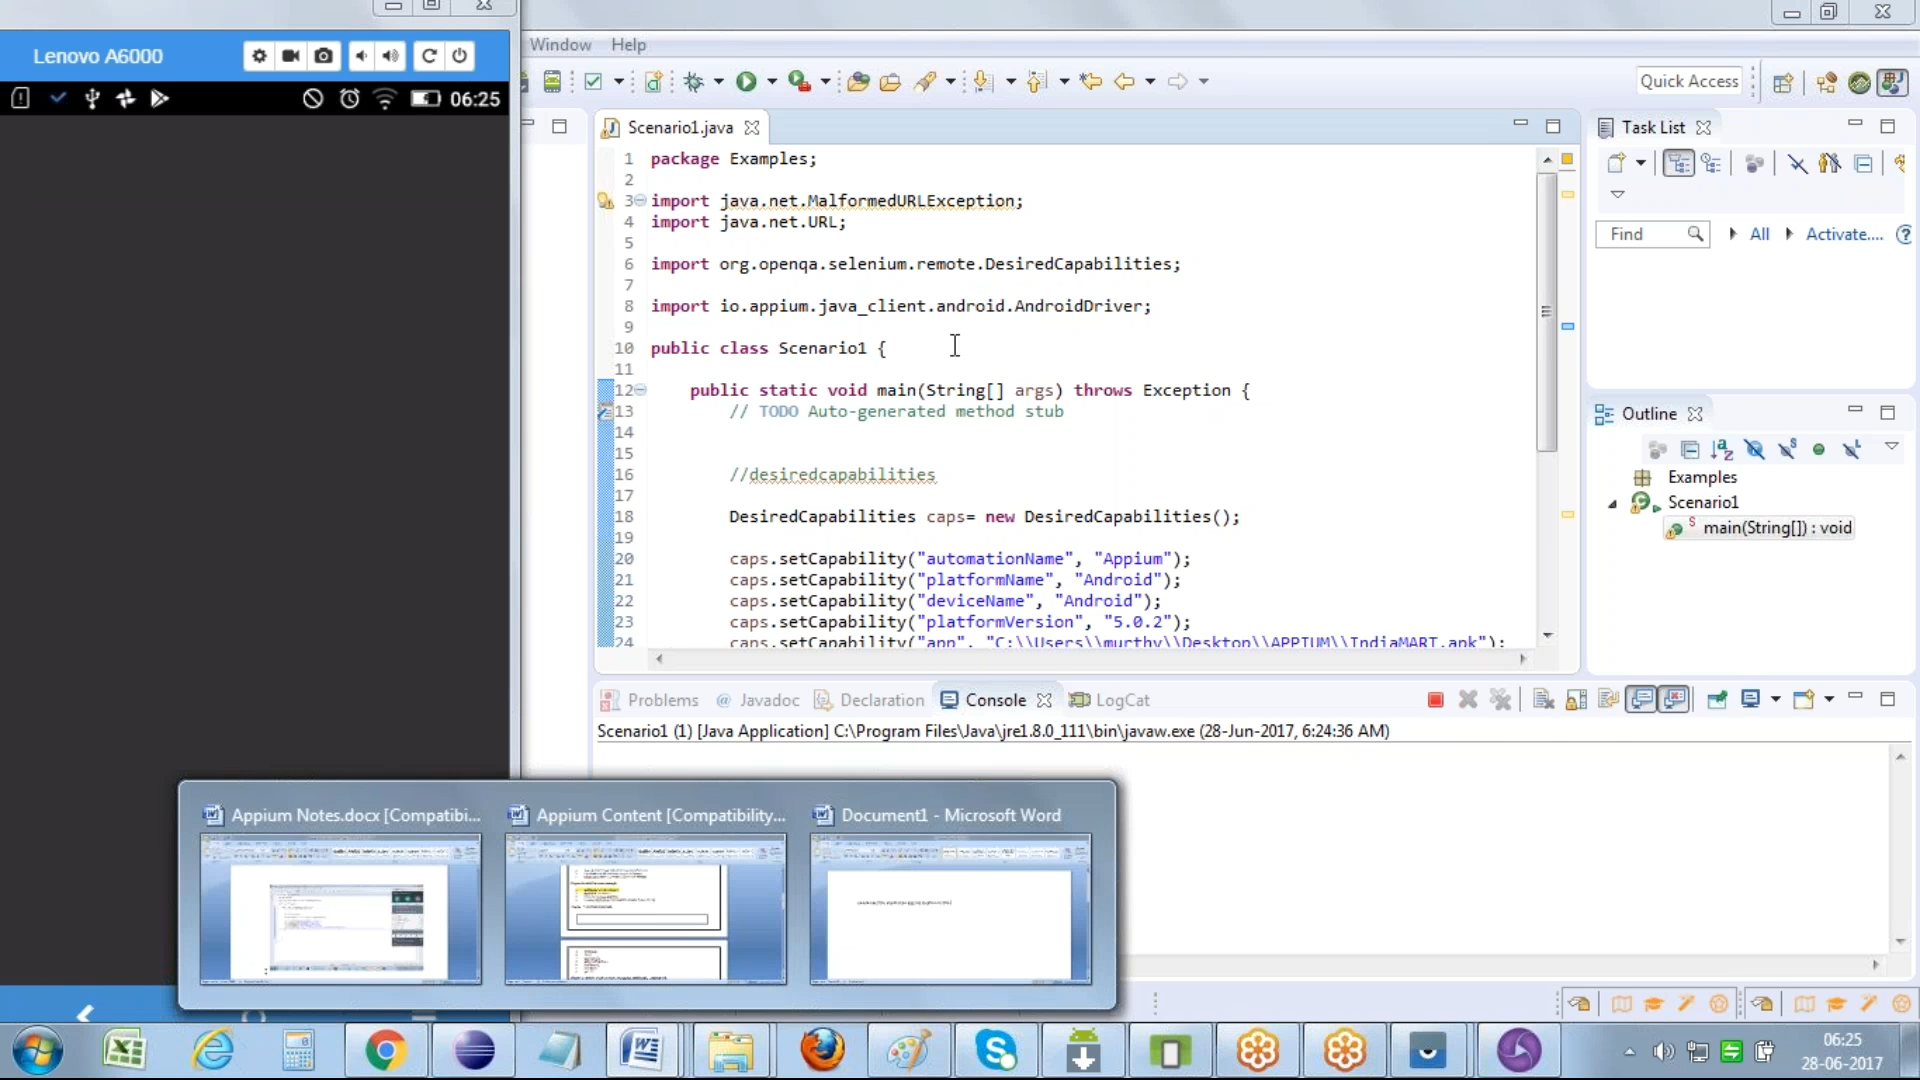 Lenovo A6000
06:25
Window Help
Quick Access
Scenario1.java
1 package Examples;
2
3 import java.net.MalformedURLException;
4 import java.net.URL;
5
6 import org.openqa.selenium.remote.DesiredCapabilities;
7
8 import io.appium.java_client.android.AndroidDriver;
9
10 public class Scenario1 {
11
12 public static void main(String[] args) throws Exception {
13 // TODO Auto-generated method stub
14
15
16 //desiredcapabilities
17
18 DesiredCapabilities caps= new DesiredCapabilities();
19
20 caps.setCapability("automationName", "Appium");
21 caps.setCapability("platformName", "Android");
22 caps.setCapability("deviceName", "Android");
23 caps.setCapability("platformVersion", "5.0.2");
24 caps.setCapability("app", "C:\\Users\\murthy\\Desktop\\APPIUM\\IndiaMART.apk");
Task List
Find All Activate....
Outline
Examples
Scenario1
main(String[]) : void
Problems Javadoc Declaration Console LogCat
Scenario1 (1) [Java Application] C:\Program Files\Java\jre1.8.0_111\bin\javaw.exe (28-Jun-2017, 6:24:36 AM)
Appium Notes.docx [Compatibi...
Appium Content [Compatibility...
Document1 - Microsoft Word
06:25
28-06-2017